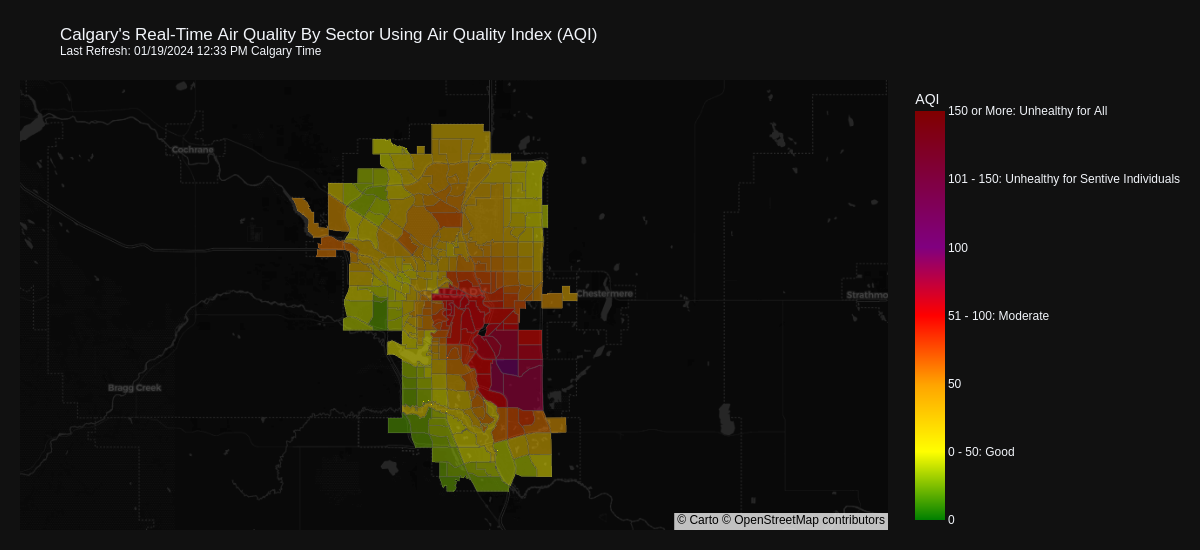 Calgary's Real-Time Air Quality By Sector Using Air Quality Index (AQI)
Last Refresh: 01/19/2024 12:33 PM Calgary Time
AQI
150 or More: Unhealthy for All
Cochrane
101 - 150: Unhealthy for Sentive Individuals
100
CALGARY
Chestermere
Strathmo
51 - 100: Moderate
50
Bragg Creek
0 - 50: Good
© Carto © OpenStreetMap contributors
0